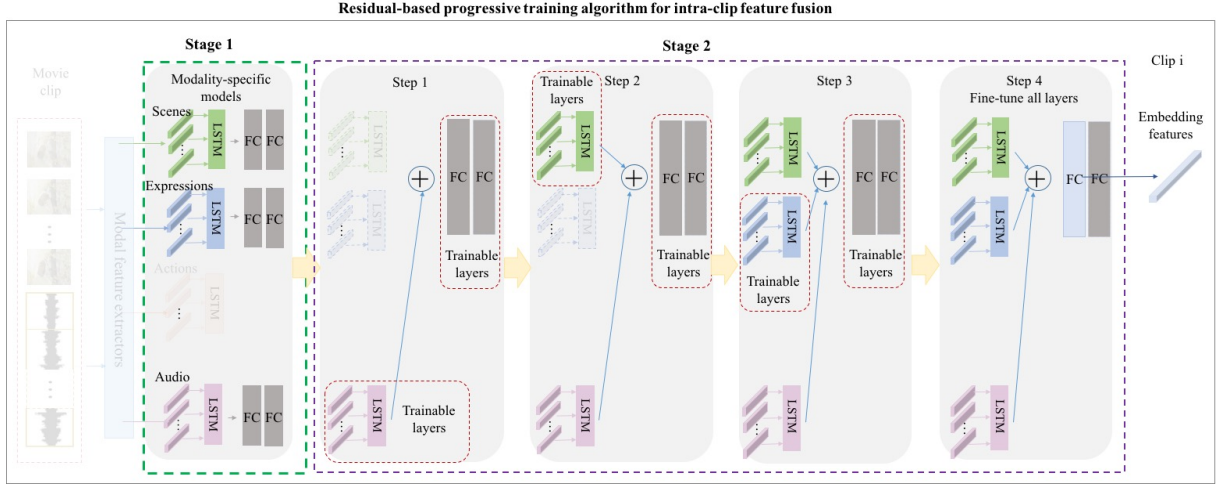 Residual-based progressive training algorithm for intra-clip feature fusion
Stage 1
Stage 2
Movie
clip
Modal feature extractors
Modality-specific
models
Scenes
LSTM
FC
FC
Expressions
LSTM
FC
FC
Actions
LSTM
Audio
LSTM
FC
FC
Step 1
LSTM
LSTM
FC
FC
Trainable
layers
LSTM
Trainable
layers
Step 2
Trainable
layers
LSTM
LSTM
FC
FC
Trainable
layers
LSTM
Step 3
LSTM
LSTM
Trainable
layers
FC
FC
Trainable
layers
LSTM
Step 4
Fine-tune all layers
LSTM
LSTM
FC
FC
LSTM
Clip i
Embedding
features